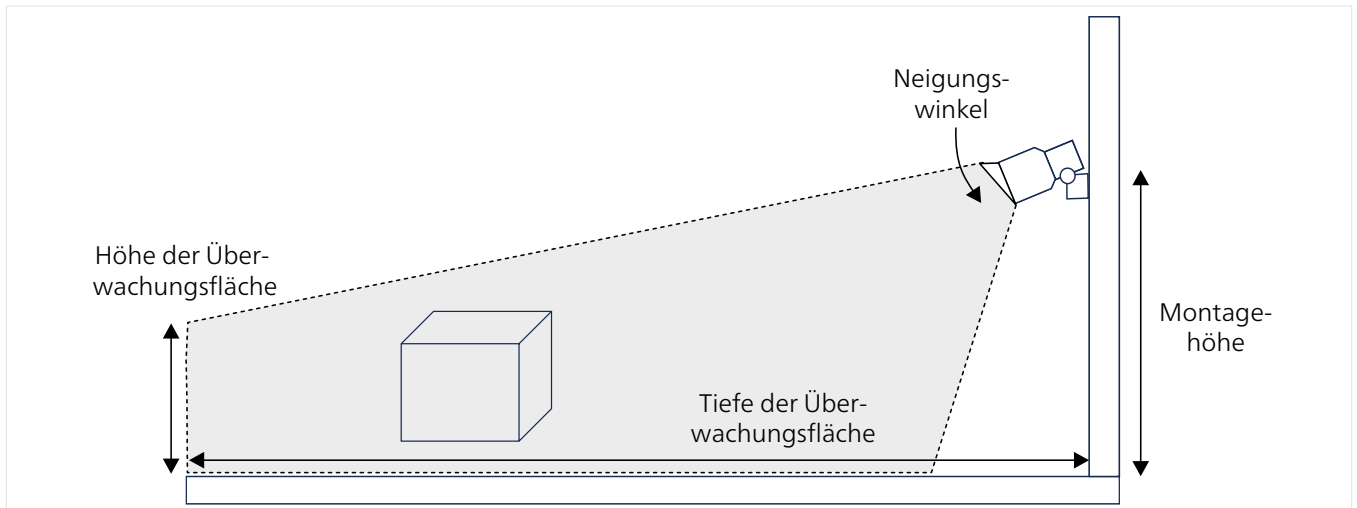 Neigungs-
winkel
Höhe der Über-
wachungsfläche
Montage-
höhe
Tiefe der Über-
wachungsfläche